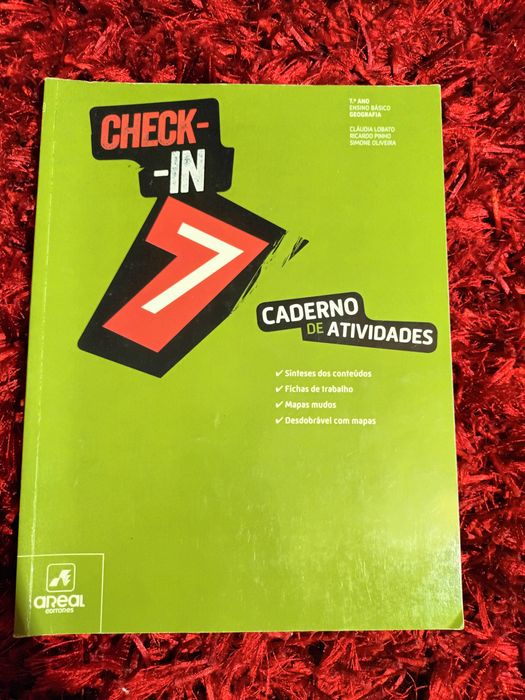 CHECK-
-IN
7
7.º ANO
ENSINO BÁSICO
GEOGRAFIA
CLÁUDIA LOBATO
RICARDO PINHO
SIMONE OLIVEIRA
CADERNO
DE ATIVIDADES
✓ Sínteses dos conteúdos
✓ Fichas de trabalho
✓ Mapas mudos
✓ Desdobrável com mapas
areal
editores